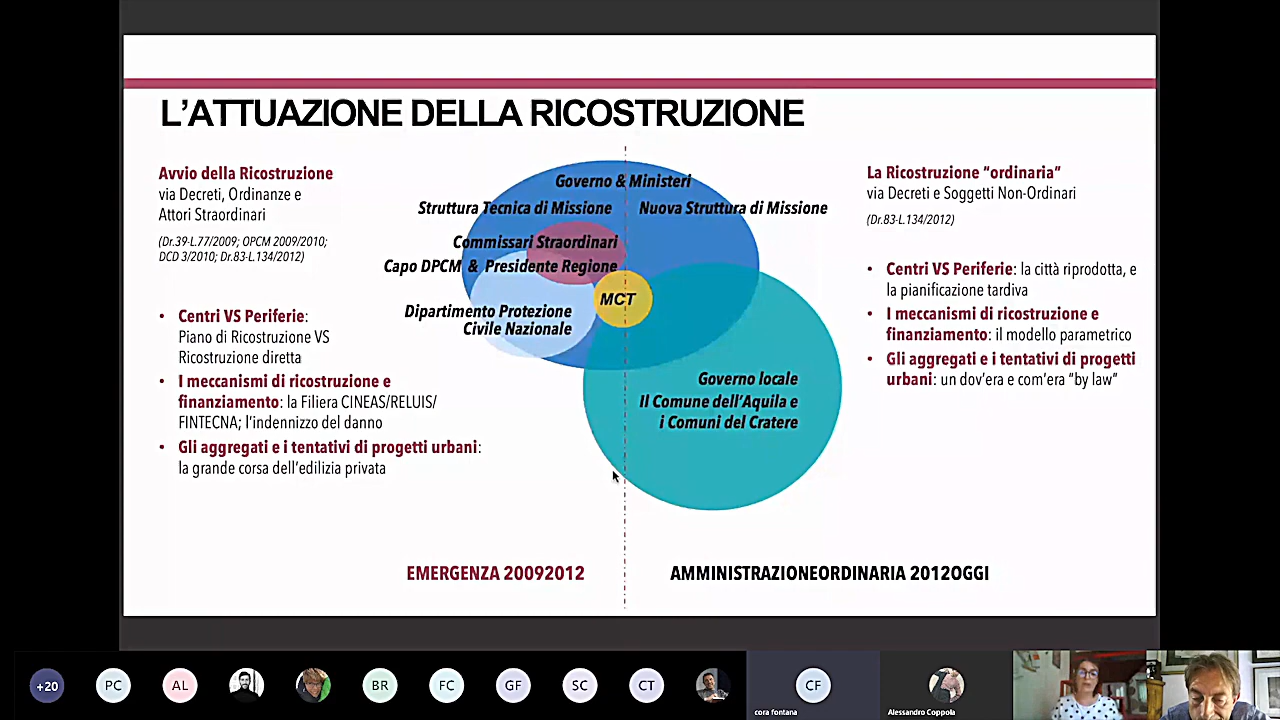 L'ATTUAZIONE DELLA RICOSTRUZIONE
Avvio della Ricostruzione
via Decreti, Ordinanze e
Attori Straordinari
(Dr.39-L.77/2009; OPCM 2009/2010;
DCD 3/2010; Dr.83-L.134/2012)
• Centri VS Periferie:
Piano di Ricostruzione VS
Ricostruzione diretta
• I meccanismi di ricostruzione e
finanziamento: la Filiera CINEAS/RELUIS/
FINTECNA; l'indennizzo del danno
• Gli aggregati e i tentativi di progetti urbani:
la grande corsa dell'edilizia privata
Governo & Ministeri
Struttura Tecnica di Missione
Nuova Struttura di Missione
Commissari Straordinari
Capo DPCM & Presidente Regione
MCT
Dipartimento Protezione
Civile Nazionale
Governo locale
Il Comune dell'Aquila e
i Comuni del Cratere
La Ricostruzione "ordinaria"
via Decreti e Soggetti Non-Ordinari
(Dr.83-L.134/2012)
• Centri VS Periferie: la città riprodotta, e
la pianificazione tardiva
• I meccanismi di ricostruzione e
finanziamento: il modello parametrico
• Gli aggregati e i tentativi di progetti
urbani: un dov'era e com'era "by law"
EMERGENZA 20092012
AMMINISTRAZIONEORDINARIA 2012OGGI
+20
PC
AL
BR
FC
GF
SC
CT
CF
cora fontana
Alessandro Coppola